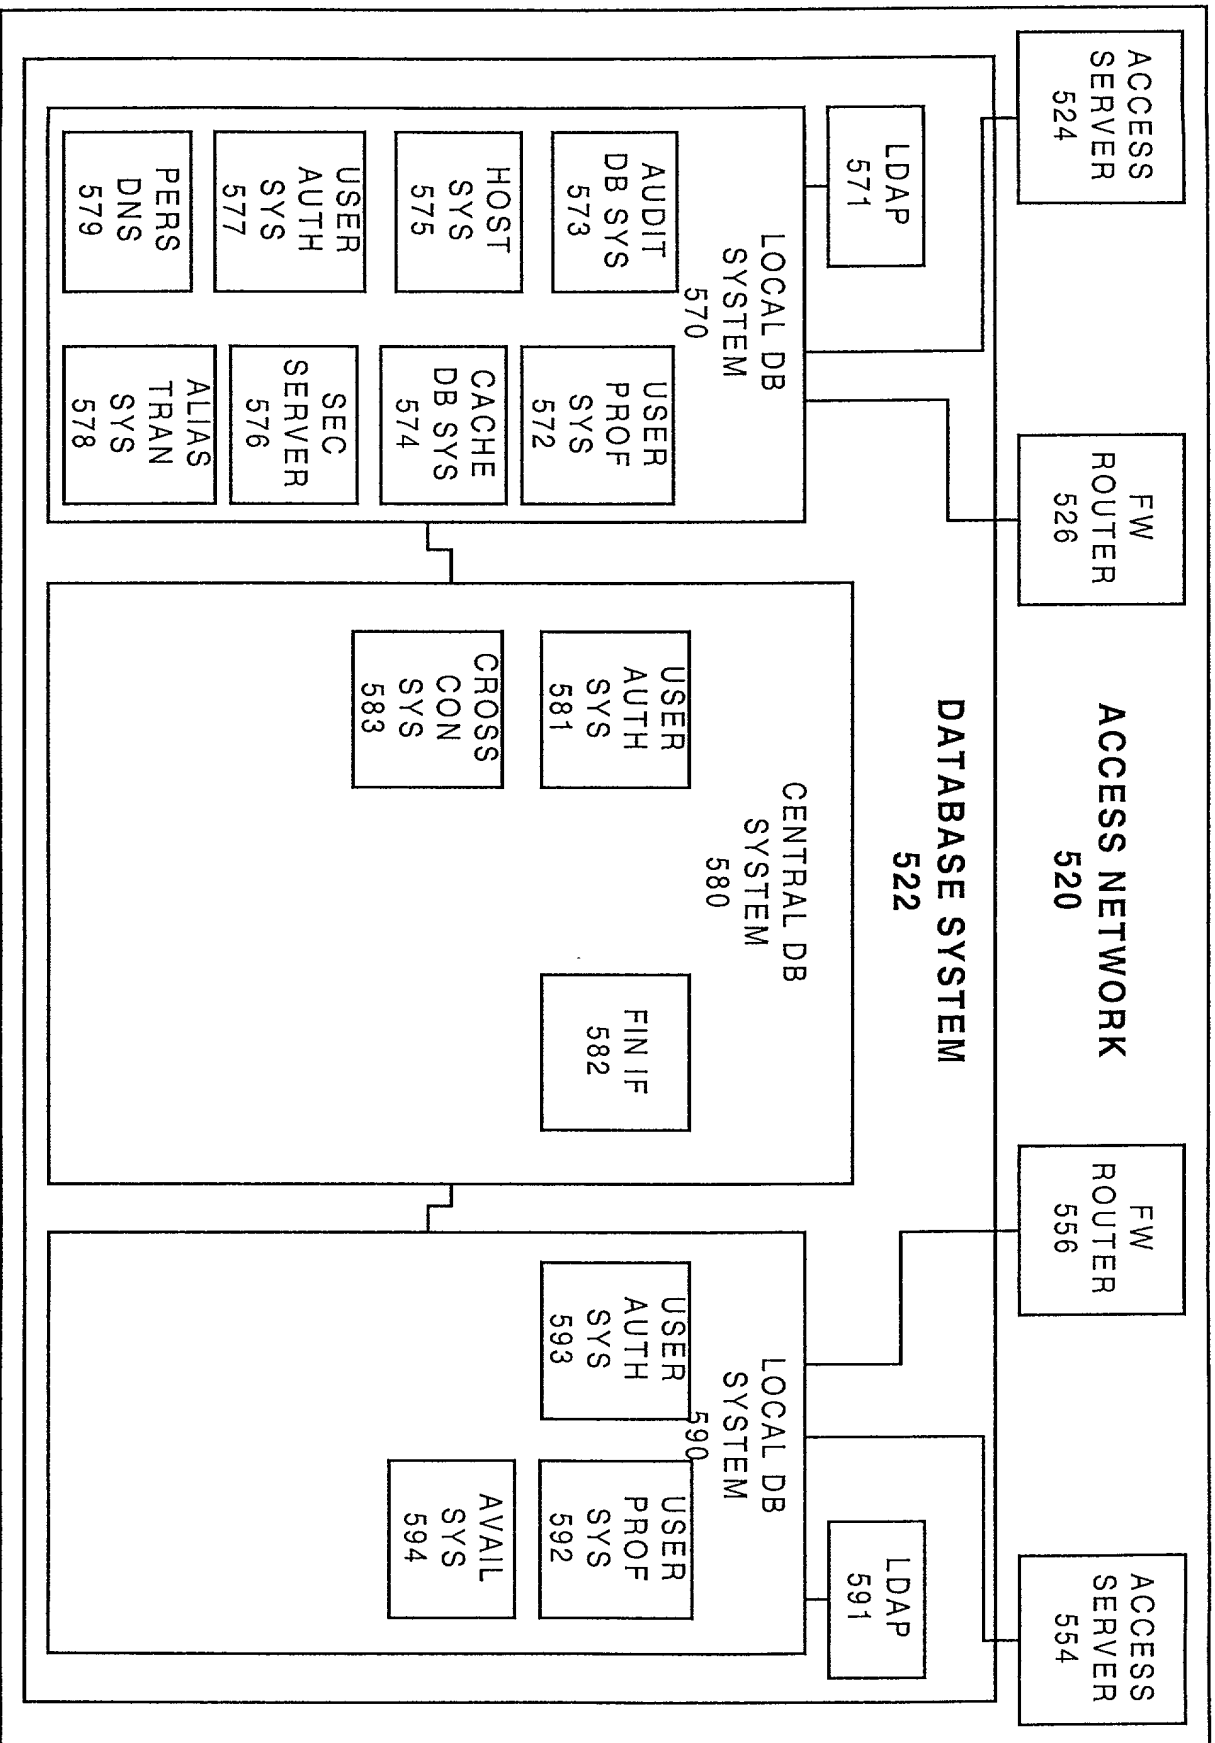 ACCESS
SERVER
524
FW
ROUTER
526
ACCESS NETWORK
520
FW
ROUTER
556
ACCESS
SERVER
554
DATABASE SYSTEM
522
LDAP
571
LOCAL DB
SYSTEM
570
AUDIT
DB SYS
573
USER
PROF
SYS
572
HOST
SYS
575
CACHE
DB SYS
574
USER
AUTH
SYS
577
SEC
SERVER
576
PERS
DNS
579
ALIAS
TRAN
SYS
578
CENTRAL DB
SYSTEM
580
USER
AUTH
SYS
581
FIN IF
582
CROSS
CON
SYS
583
LDAP
591
LOCAL DB
SYSTEM
590
USER
AUTH
SYS
593
USER
PROF
SYS
592
AVAIL
SYS
594